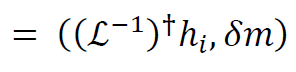 = ((ℒ⁻¹)†hᵢ, δm)